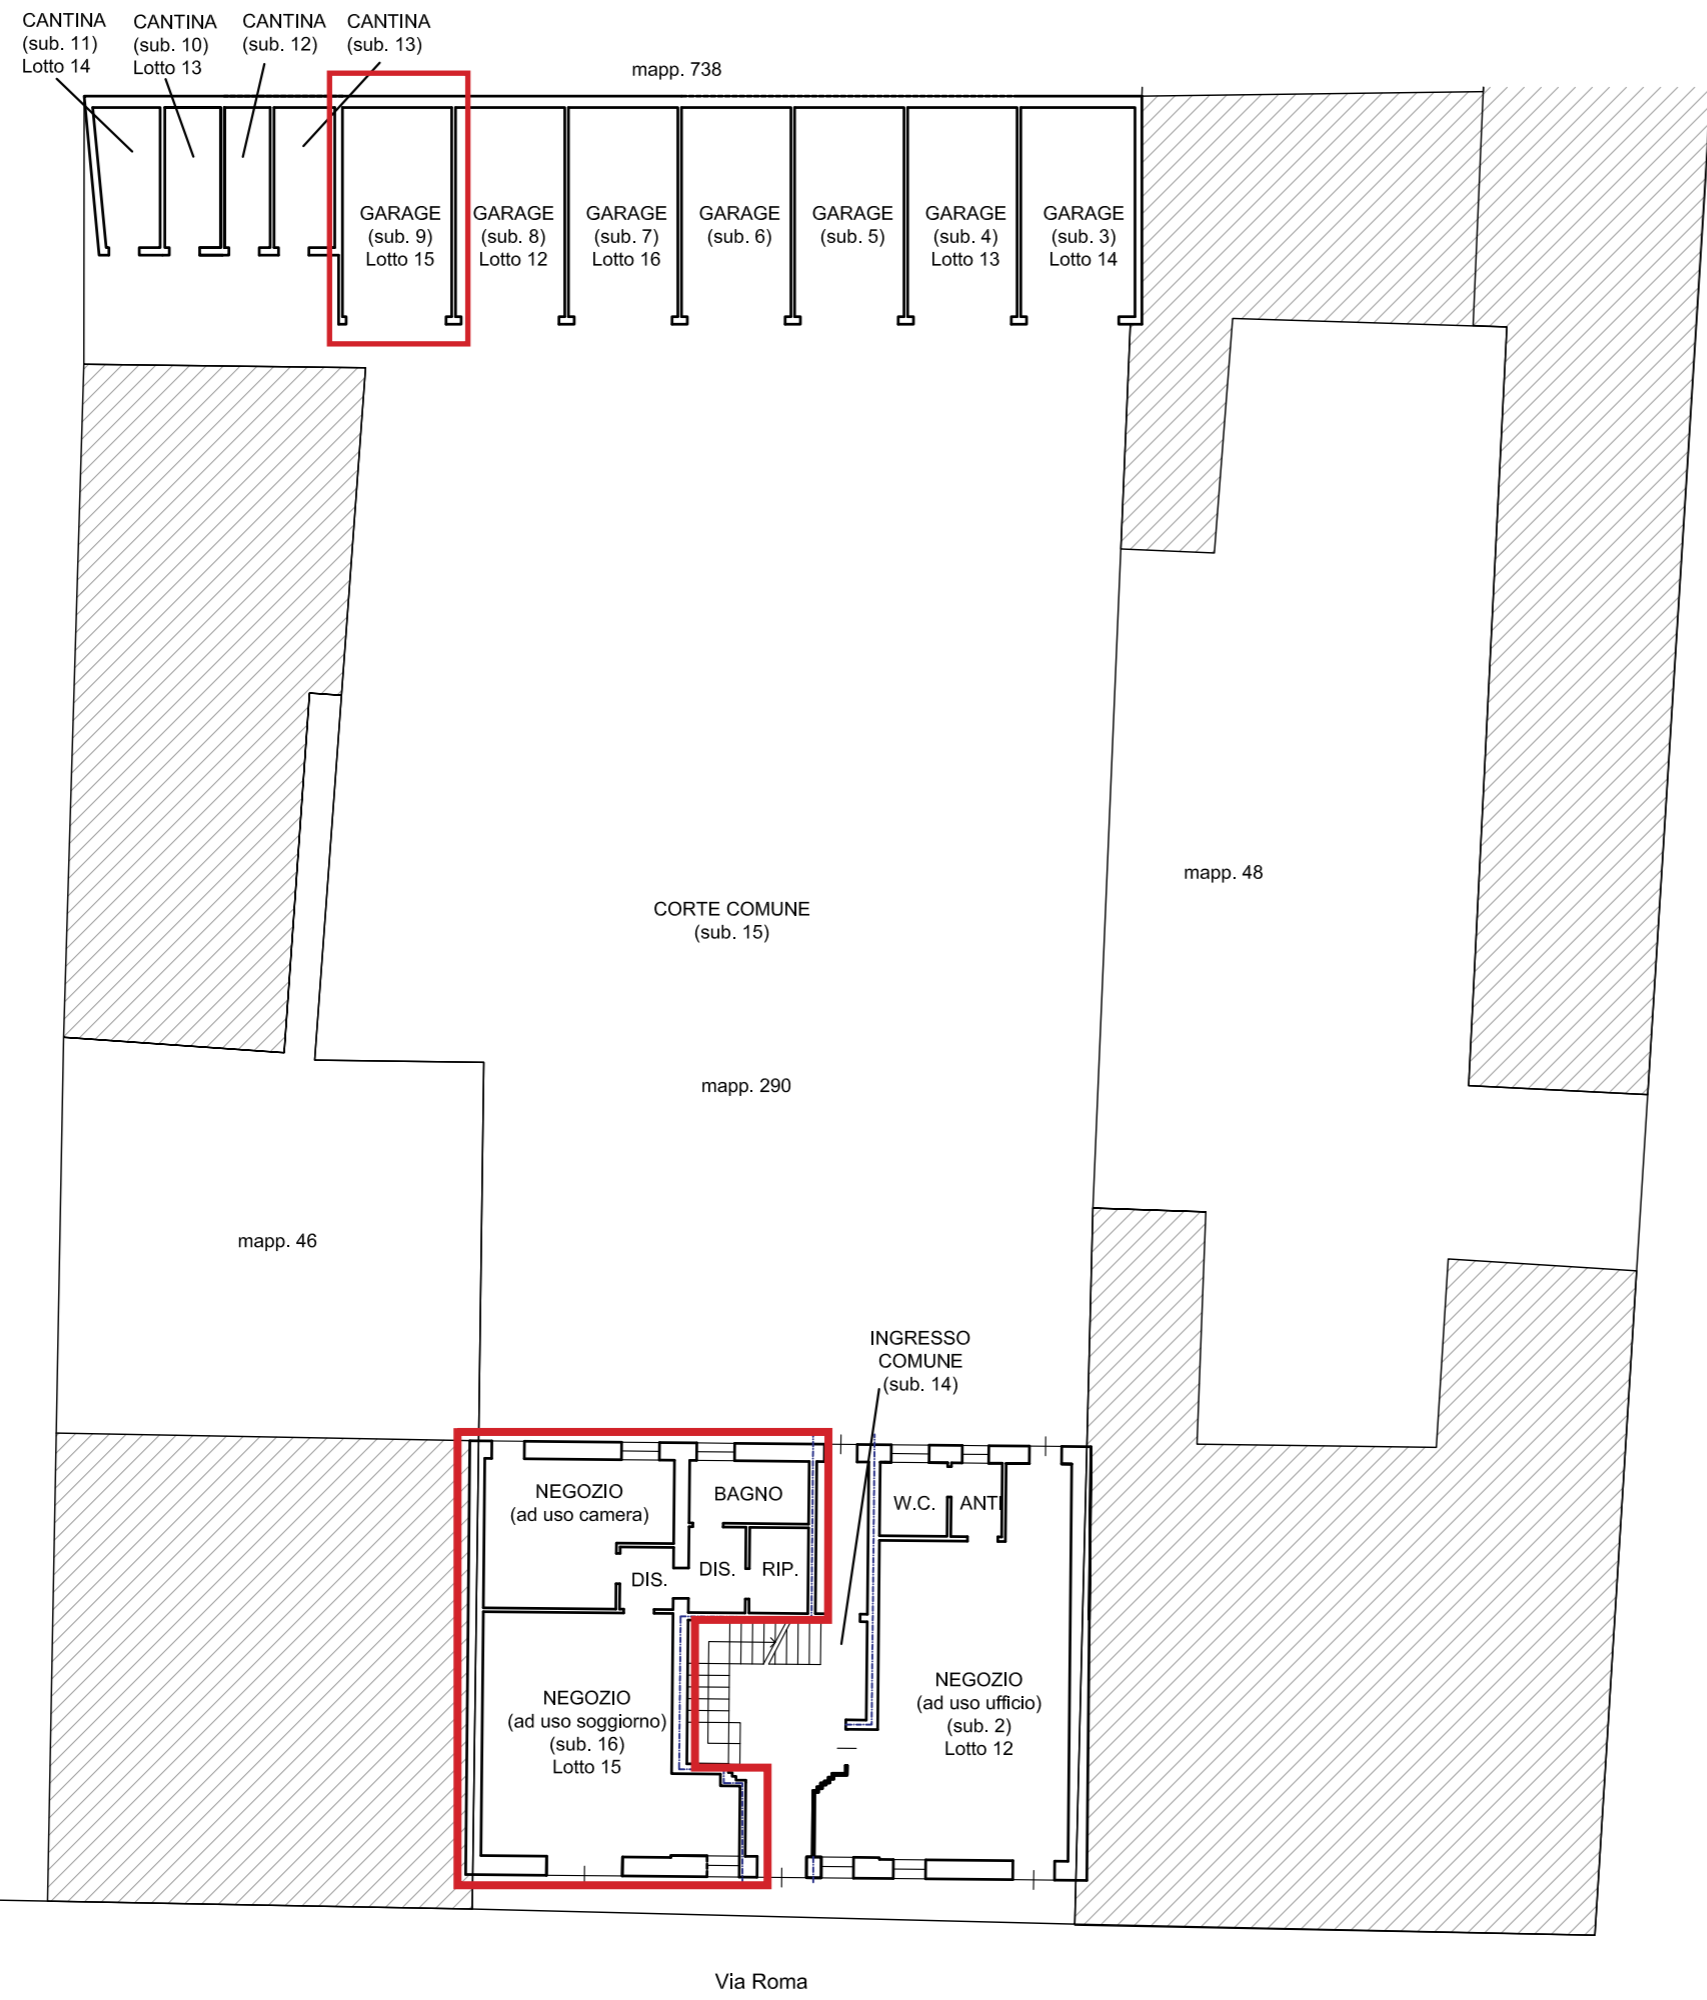 CANTINA
(sub. 11)
Lotto 14
CANTINA
(sub. 10)
Lotto 13
CANTINA
(sub. 12)
CANTINA
(sub. 13)
mapp. 738
GARAGE
(sub. 9)
Lotto 15
GARAGE
(sub. 8)
Lotto 12
GARAGE
(sub. 7)
Lotto 16
GARAGE
(sub. 6)
GARAGE
(sub. 5)
GARAGE
(sub. 4)
Lotto 13
GARAGE
(sub. 3)
Lotto 14
mapp. 48
CORTE COMUNE
(sub. 15)
mapp. 290
mapp. 46
INGRESSO
COMUNE
(sub. 14)
NEGOZIO
(ad uso camera)
BAGNO
W.C.
ANTI
DIS.
DIS.
RIP.
NEGOZIO
(ad uso soggiorno)
(sub. 16)
Lotto 15
NEGOZIO
(ad uso ufficio)
(sub. 2)
Lotto 12
Via Roma